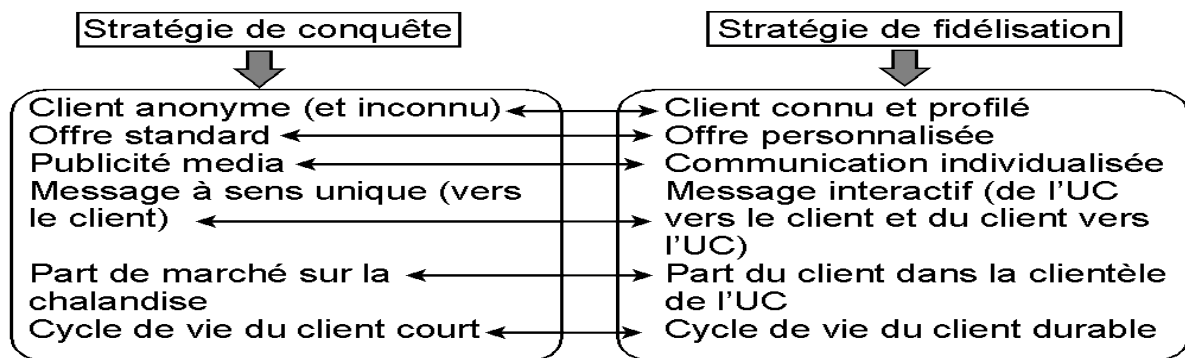 Stratégie de conquête
Client anonyme (et inconnu)
Offre standard
Publicité media
Message à sens unique (vers
le client)
Part de marché sur la
chalandise
Cycle de vie du client court
Stratégie de fidélisation
Client connu et profilé
Offre personnalisée
Communication individualisée
Message interactif (de l'UC
vers le client et du client vers
l'UC)
Part du client dans la clientèle
de l'UC
Cycle de vie du client durable